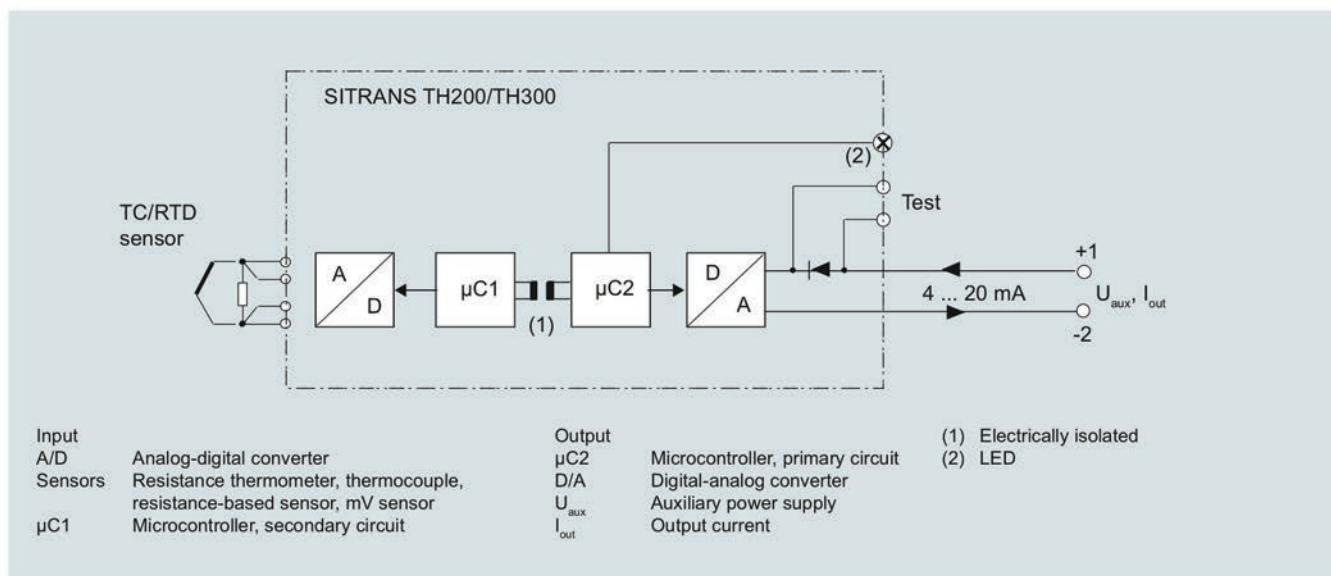 SITRANS TH200/TH300
(2)
Test
TC/RTD
sensor
A
D
µC1
(1)
µC2
D
A
+1
4 ... 20 mA
Uaux, Iout
-2
Input
A/D Analog-digital converter
Sensors Resistance thermometer, thermocouple,
resistance-based sensor, mV sensor
µC1 Microcontroller, secondary circuit
Output
µC2 Microcontroller, primary circuit
D/A Digital-analog converter
Uaux Auxiliary power supply
Iout Output current
(1) Electrically isolated
(2) LED